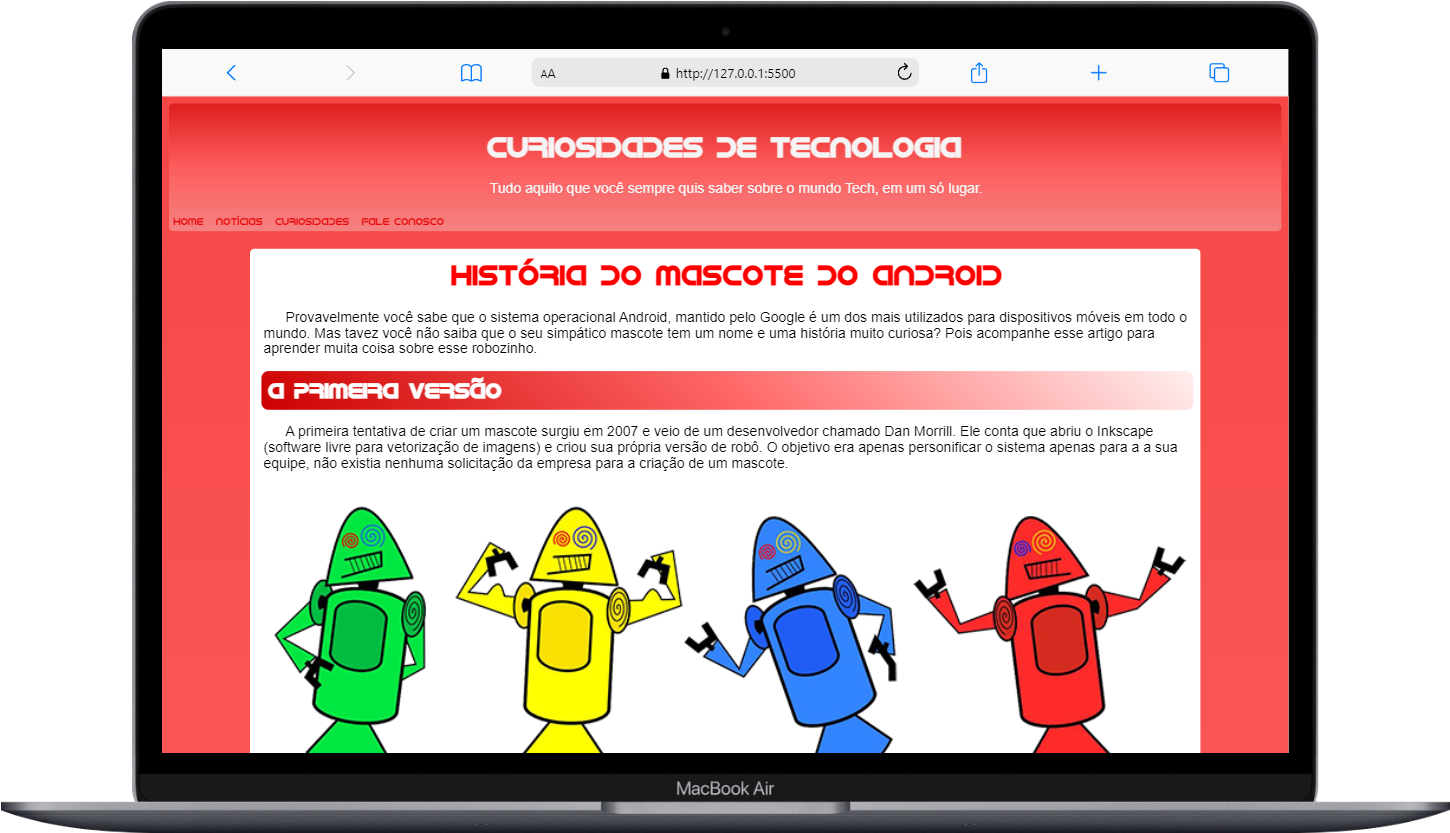 AA
http://127.0.0.1:5500
CURIOSIDADES DE TECNOLOGIA
Tudo aquilo que você sempre quis saber sobre o mundo Tech, em um só lugar.
HOME NOTÍCIAS CURIOSIDADES FALE CONOSCO
HISTÓRIA DO MASCOTE DO ANDROID
Provavelmente você sabe que o sistema operacional Android, mantido pelo Google é um dos mais utilizados para dispositivos móveis em todo o
mundo. Mas tavez você não saiba que o seu simpático mascote tem um nome e uma história muito curiosa? Pois acompanhe esse artigo para
aprender muita coisa sobre esse robozinho.
A PRIMEIRA VERSÃO
A primeira tentativa de criar um mascote surgiu em 2007 e veio de um desenvolvedor chamado Dan Morrill. Ele conta que abriu o Inkscape
(software livre para vetorização de imagens) e criou sua própria versão de robô. O objetivo era apenas personificar o sistema apenas para a a sua
equipe, não existia nenhuma solicitação da empresa para a criação de um mascote.
MacBook Air